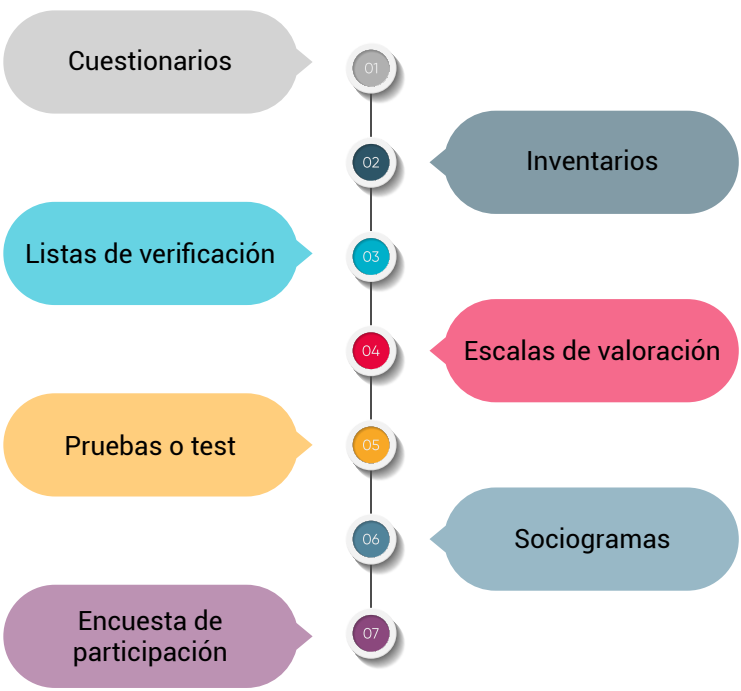 Cuestionarios
01
02
Inventarios
Listas de verificación
03
04
Escalas de valoración
Pruebas o test
05
06
Sociogramas
Encuesta de
participación
07